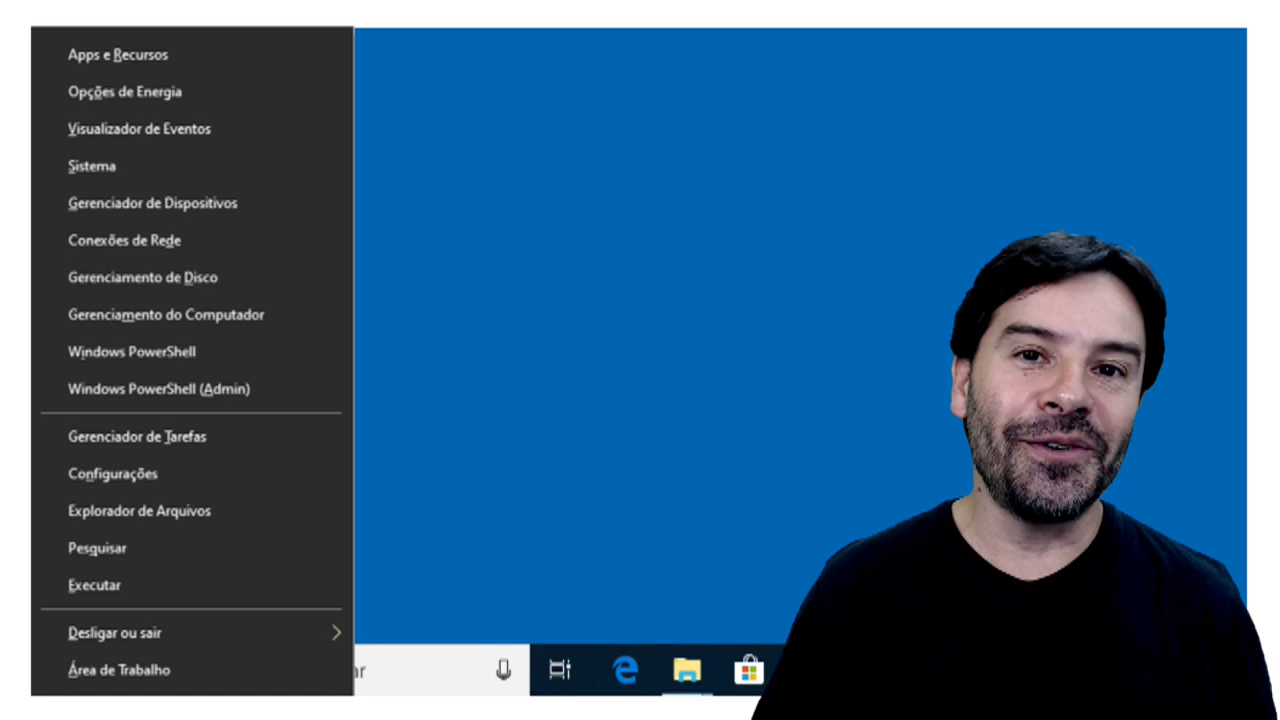 Apps e Recursos
Opções de Energia
Visualizador de Eventos
Sistema
Gerenciador de Dispositivos
Conexões de Rede
Gerenciamento de Disco
Gerenciamento do Computador
Windows PowerShell
Windows PowerShell (Admin)
Gerenciador de Tarefas
Configurações
Explorador de Arquivos
Pesquisar
Executar
Desligar ou sair
Área de Trabalho